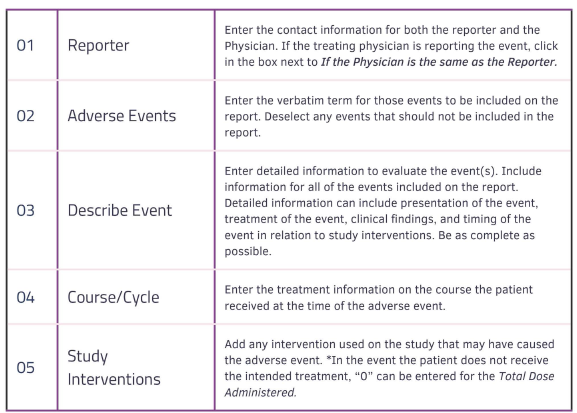 01
Reporter
Enter the contact information for both the reporter and the
Physician. If the treating physician is reporting the event, click
in the box next to If the Physician is the same as the Reporter.
02
Adverse Events
Enter the verbatim term for those events to be included on the
report. Deselect any events that should not be included in the
report.
03
Describe Event
Enter detailed information to evaluate the event(s). Include
information for all of the events included on the report.
Detailed information can include presentation of the event,
treatment of the event, clinical findings, and timing of the
event in relation to study interventions. Be as complete as
possible.
04
Course/Cycle
Enter the treatment information on the course the patient
received at the time of the adverse event.
05
Study
Interventions
Add any intervention used on the study that may have caused
the adverse event. *In the event the patient does not receive
the intended treatment, “0” can be entered for the Total Dose
Administered.